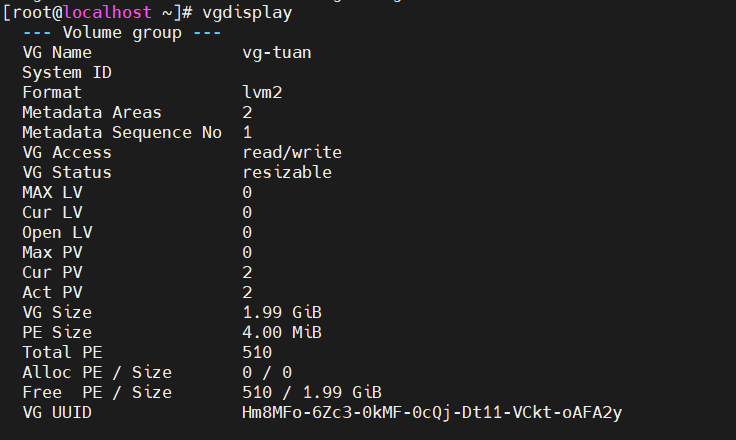 [root@localhost ~]# vgdisplay
--- Volume group ---
VG Name vg-tuan
System ID
Format lvm2
Metadata Areas 2
Metadata Sequence No 1
VG Access read/write
VG Status resizable
MAX LV 0
Cur LV 0
Open LV 0
Max PV 0
Cur PV 2
Act PV 2
VG Size 1.99 GiB
PE Size 4.00 MiB
Total PE 510
Alloc PE / Size 0 / 0
Free PE / Size 510 / 1.99 GiB
VG UUID Hm8MFo-6Zc3-0kMF-0cQj-Dt11-VCkt-oAFA2y